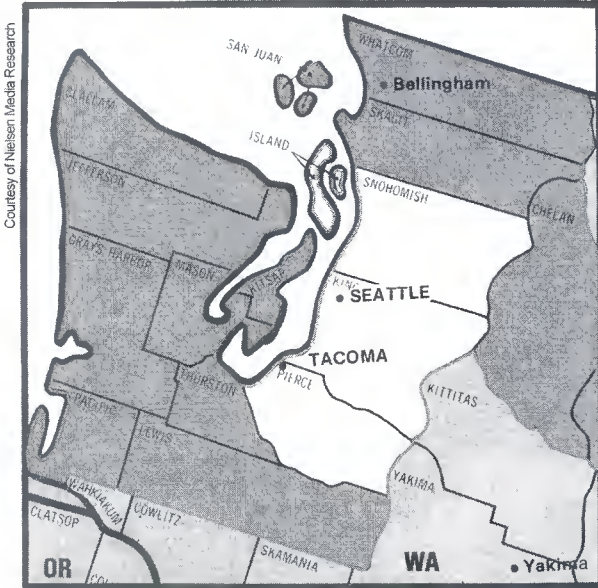 Courtesy of Nielsen Media Research
SAN JUAN
WHATCOM
Bellingham
CLALLAM
SKAGIT
ISLAND
JEFFERSON
SNOHOMISH
CHELAN
GRAYS HARBOR
MASON
KITSAP
KING
SEATTLE
TACOMA
THURSTON
PIERCE
KITTITAS
PACIFIC
LEWIS
YAKIMA
WAHKIAKUM
COWLITZ
CLATSOP
SKAMANIA
OR
COL
WA
Yakima